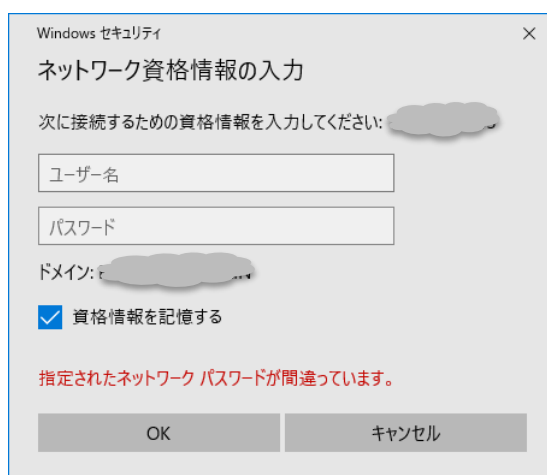 Windows セキュリティ
ネットワーク資格情報の入力
次に接続するための資格情報を入力してください:
ユーザー名
パスワード
ドメイン:
資格情報を記憶する
指定されたネットワーク パスワードが間違っています。
OK
キャンセル